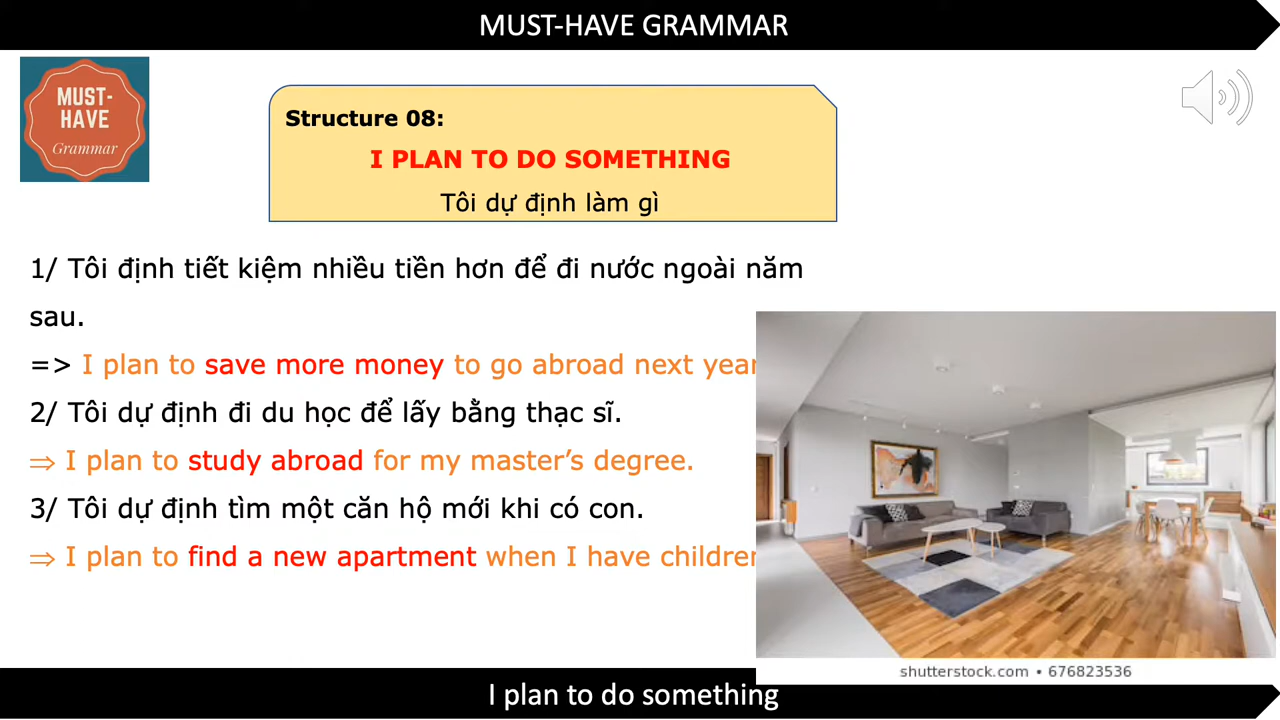 MUST-HAVE GRAMMAR
MUST-
HAVE
Grammar
Structure 08:
I PLAN TO DO SOMETHING
Tôi dự định làm gì
1/ Tôi định tiết kiệm nhiều tiền hơn để đi nước ngoài năm
sau.
=> I plan to save more money to go abroad next year
2/ Tôi dự định đi du học để lấy bằng thạc sĩ.
⇒ I plan to study abroad for my master’s degree.
3/ Tôi dự định tìm một căn hộ mới khi có con.
⇒ I plan to find a new apartment when I have children
shutterstock.com • 676823536
I plan to do something